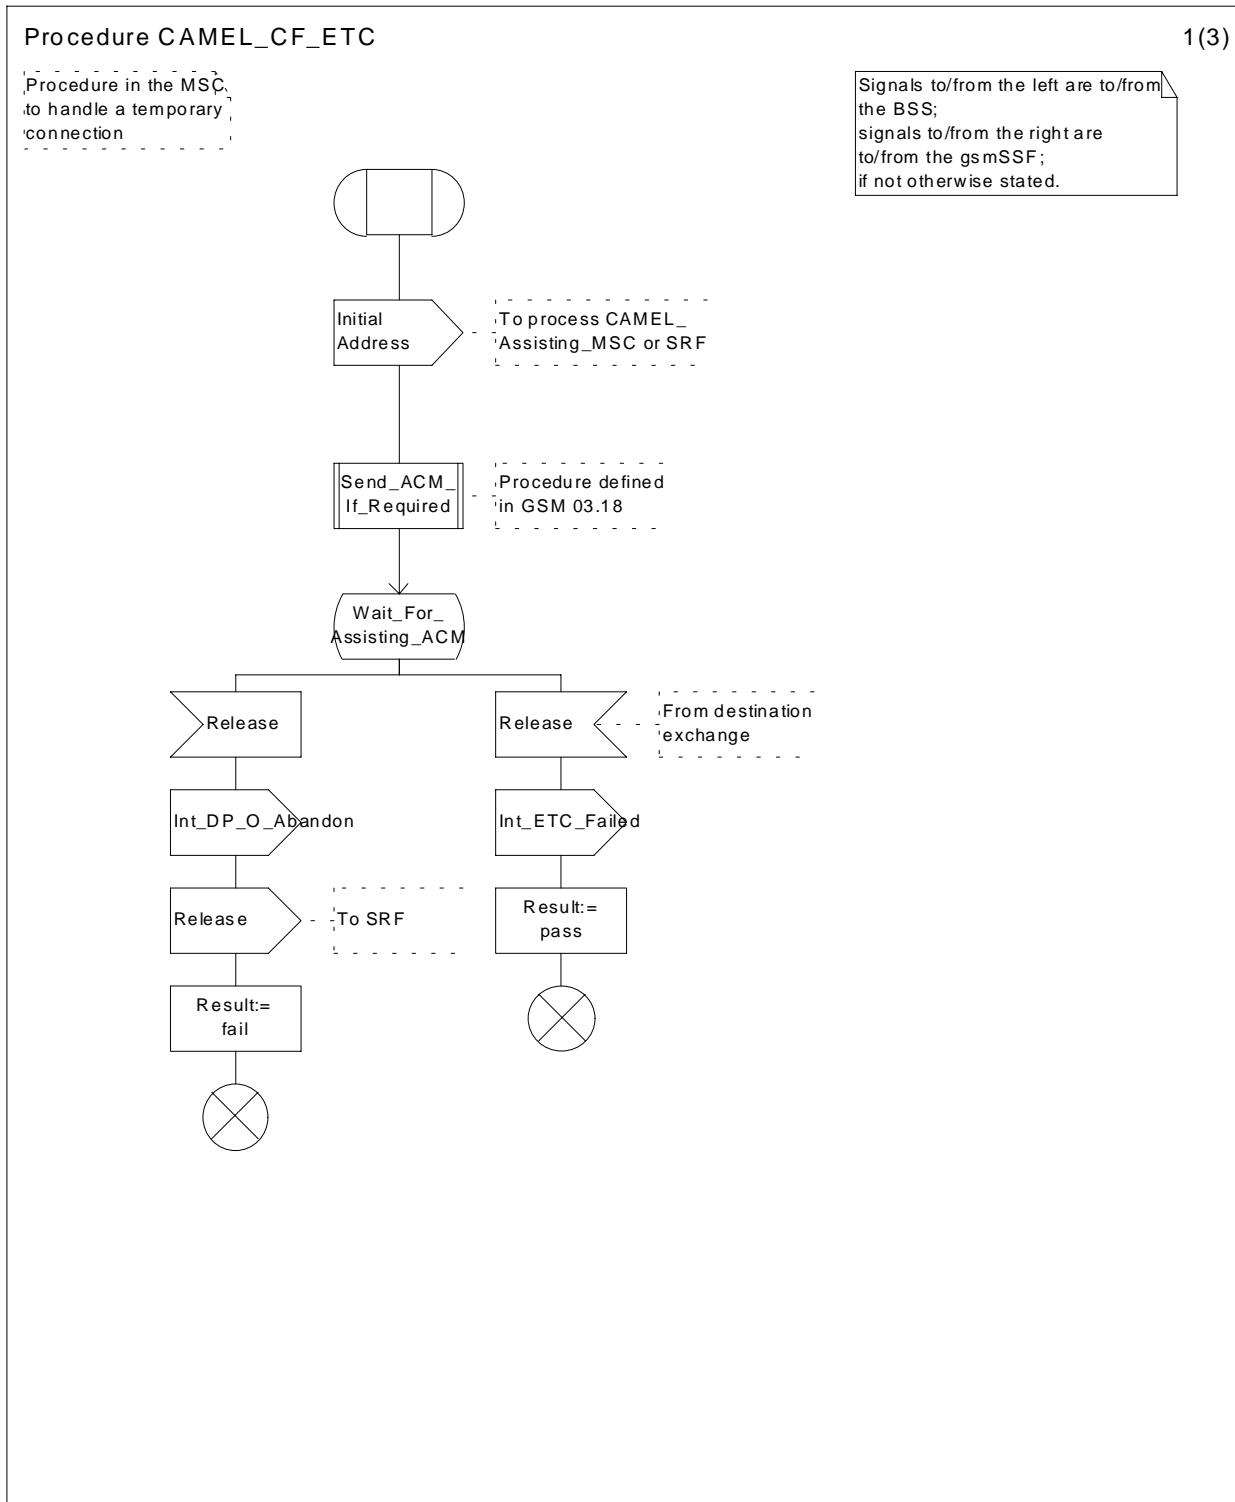 Procedure CAMEL_CF_ETC
1(3)
Procedure in the MSC
to handle a temporary
connection
Signals to/from the left are to/from
the BSS;
signals to/from the right are
to/from the gsmSSF;
if not otherwise stated.
Initial
Address
To process CAMEL_
Assisting_MSC or SRF
Send_ACM_
If_Required
Procedure defined
in GSM 03.18
Wait_For_
Assisting_ACM
Release
Release
From destination
exchange
Int_DP_O_Abandon
Int_ETC_Failed
Release
To SRF
Result:=
pass
Result:=
fail